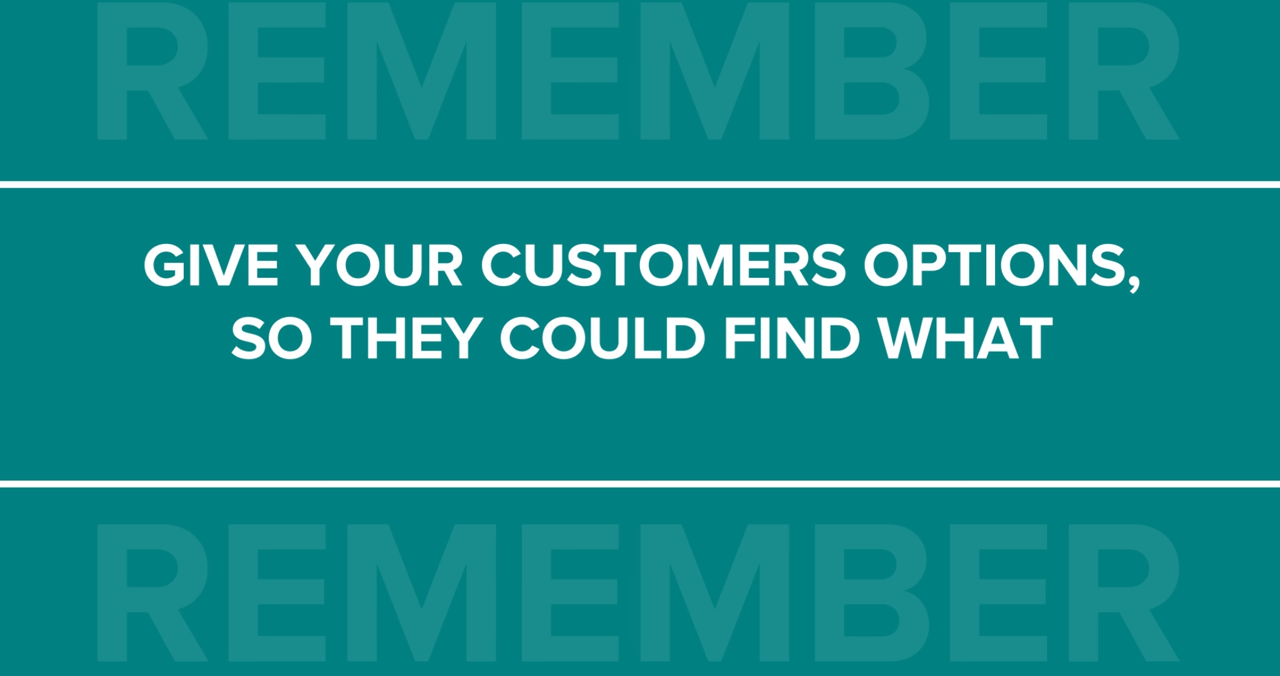 REMEMBER
GIVE YOUR CUSTOMERS OPTIONS,
SO THEY COULD FIND WHAT
REMEMBER